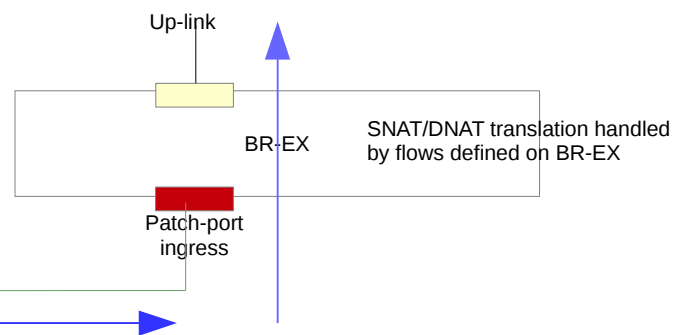 Up-link
SNAT/DNAT translation handled
BR-EX
by flows defined on BR-EX
Patch-port
ingress